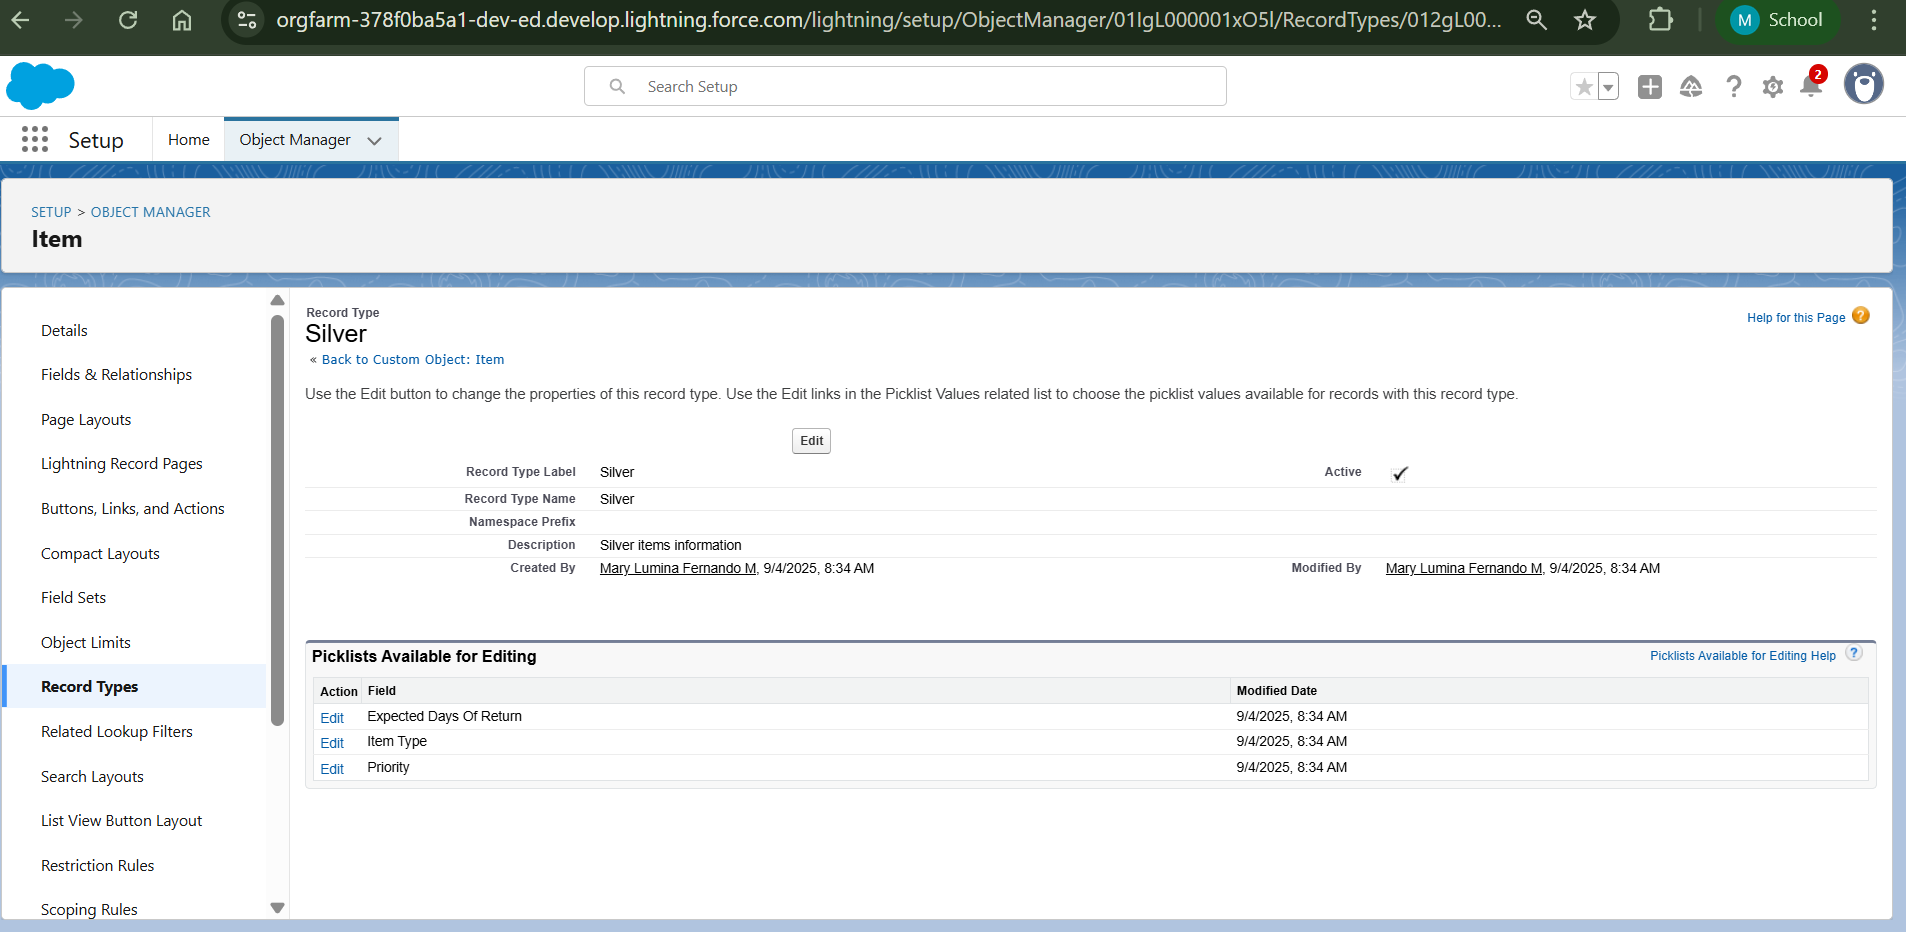 orgfarm-378f0ba5a1-dev-ed.develop.lightning.force.com/lightning/setup/ObjectManager/01IgL000001xO5l/RecordTypes/012gL00...
M School
Search Setup
2
Setup Home Object Manager
SETUP > OBJECT MANAGER
Item
Details
Fields & Relationships
Page Layouts
Lightning Record Pages
Buttons, Links, and Actions
Compact Layouts
Field Sets
Object Limits
Record Types
Related Lookup Filters
Search Layouts
List View Button Layout
Restriction Rules
Scoping Rules
Record Type
Silver
Help for this Page ?
« Back to Custom Object: Item
Use the Edit button to change the properties of this record type. Use the Edit links in the Picklist Values related list to choose the picklist values available for records with this record type.
Edit
Record Type Label Silver Active
Record Type Name Silver
Namespace Prefix
Description Silver items information
Created By Mary Lumina Fernando M, 9/4/2025, 8:34 AM Modified By Mary Lumina Fernando M, 9/4/2025, 8:34 AM
Picklists Available for Editing Picklists Available for Editing Help ?
Action Field Modified Date
Edit Expected Days Of Return 9/4/2025, 8:34 AM
Edit Item Type 9/4/2025, 8:34 AM
Edit Priority 9/4/2025, 8:34 AM